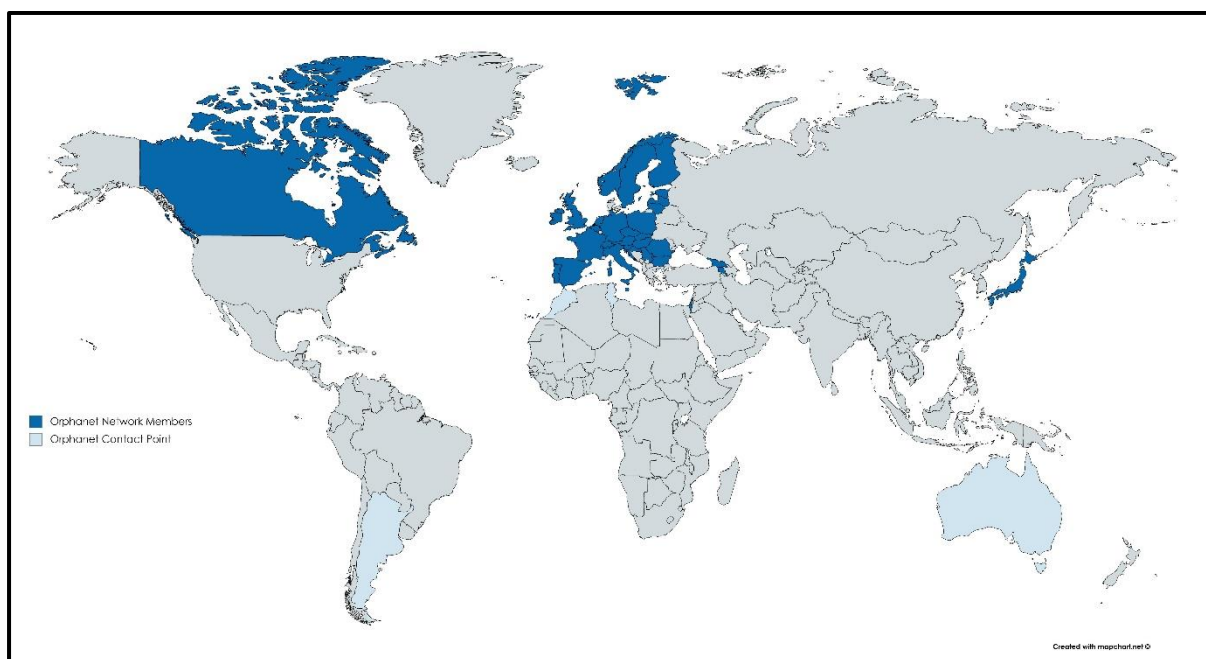 Orphanet Network Members
Orphanet Contact Point
Created with mapchart.net ©